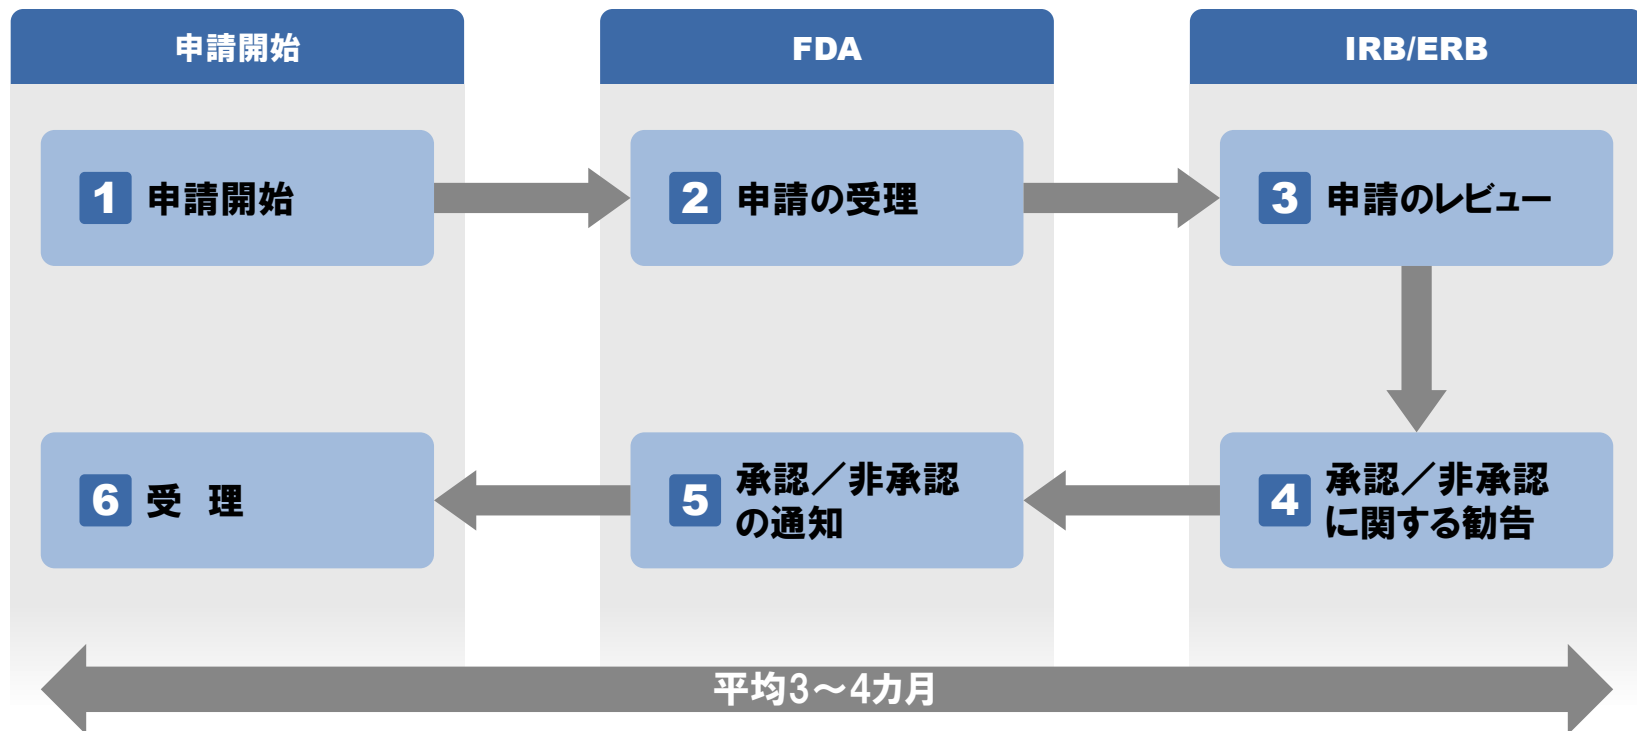 申請開始
FDA
IRB/ERB
1 申請開始
2 申請の受理
3 申請のレビュー
6 受 理
5 承認／非承認
の通知
4 承認／非承認
に関する勧告
平均3～4カ月